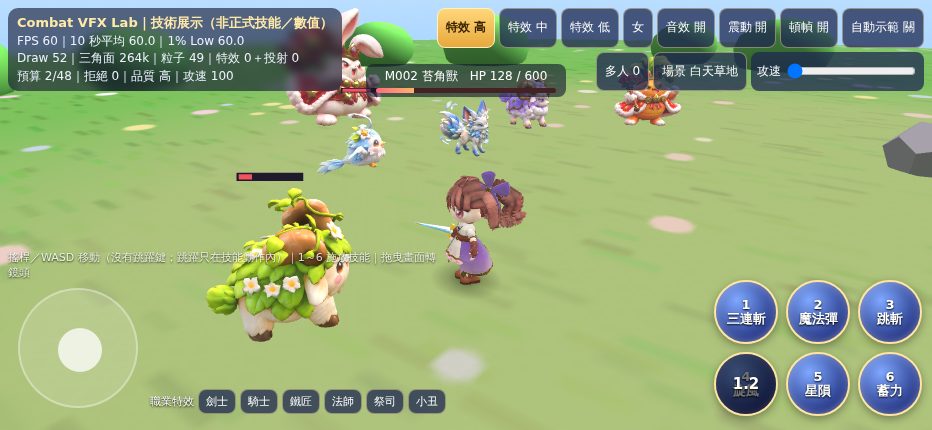 Combat VFX Lab｜技術展示（非正式技能／數值）
FPS 60｜10 秒平均 60.0｜1% Low 60.0
Draw 52｜三角面 264k｜粒子 49｜特效 0＋投射 0
預算 2/48｜拒絕 0｜品質 高｜攻速 100
特效 高
特效 中
特效 低
女
音效 開
震動 開
頓幀 開
自動示範 關
多人 0
場景 白天草地
攻速
M002 苔角獸 HP 128 / 600
搖桿／WASD 移動（沒有跳躍鍵；跳躍只在技能動作內）｜1～6 施放技能｜拖曳畫面轉
鏡頭
1
三連斬
2
魔法彈
3
跳斬
4
旋風
1.2
5
星隕
6
蓄力
職業特效
劍士
騎士
鐵匠
法師
祭司
小丑